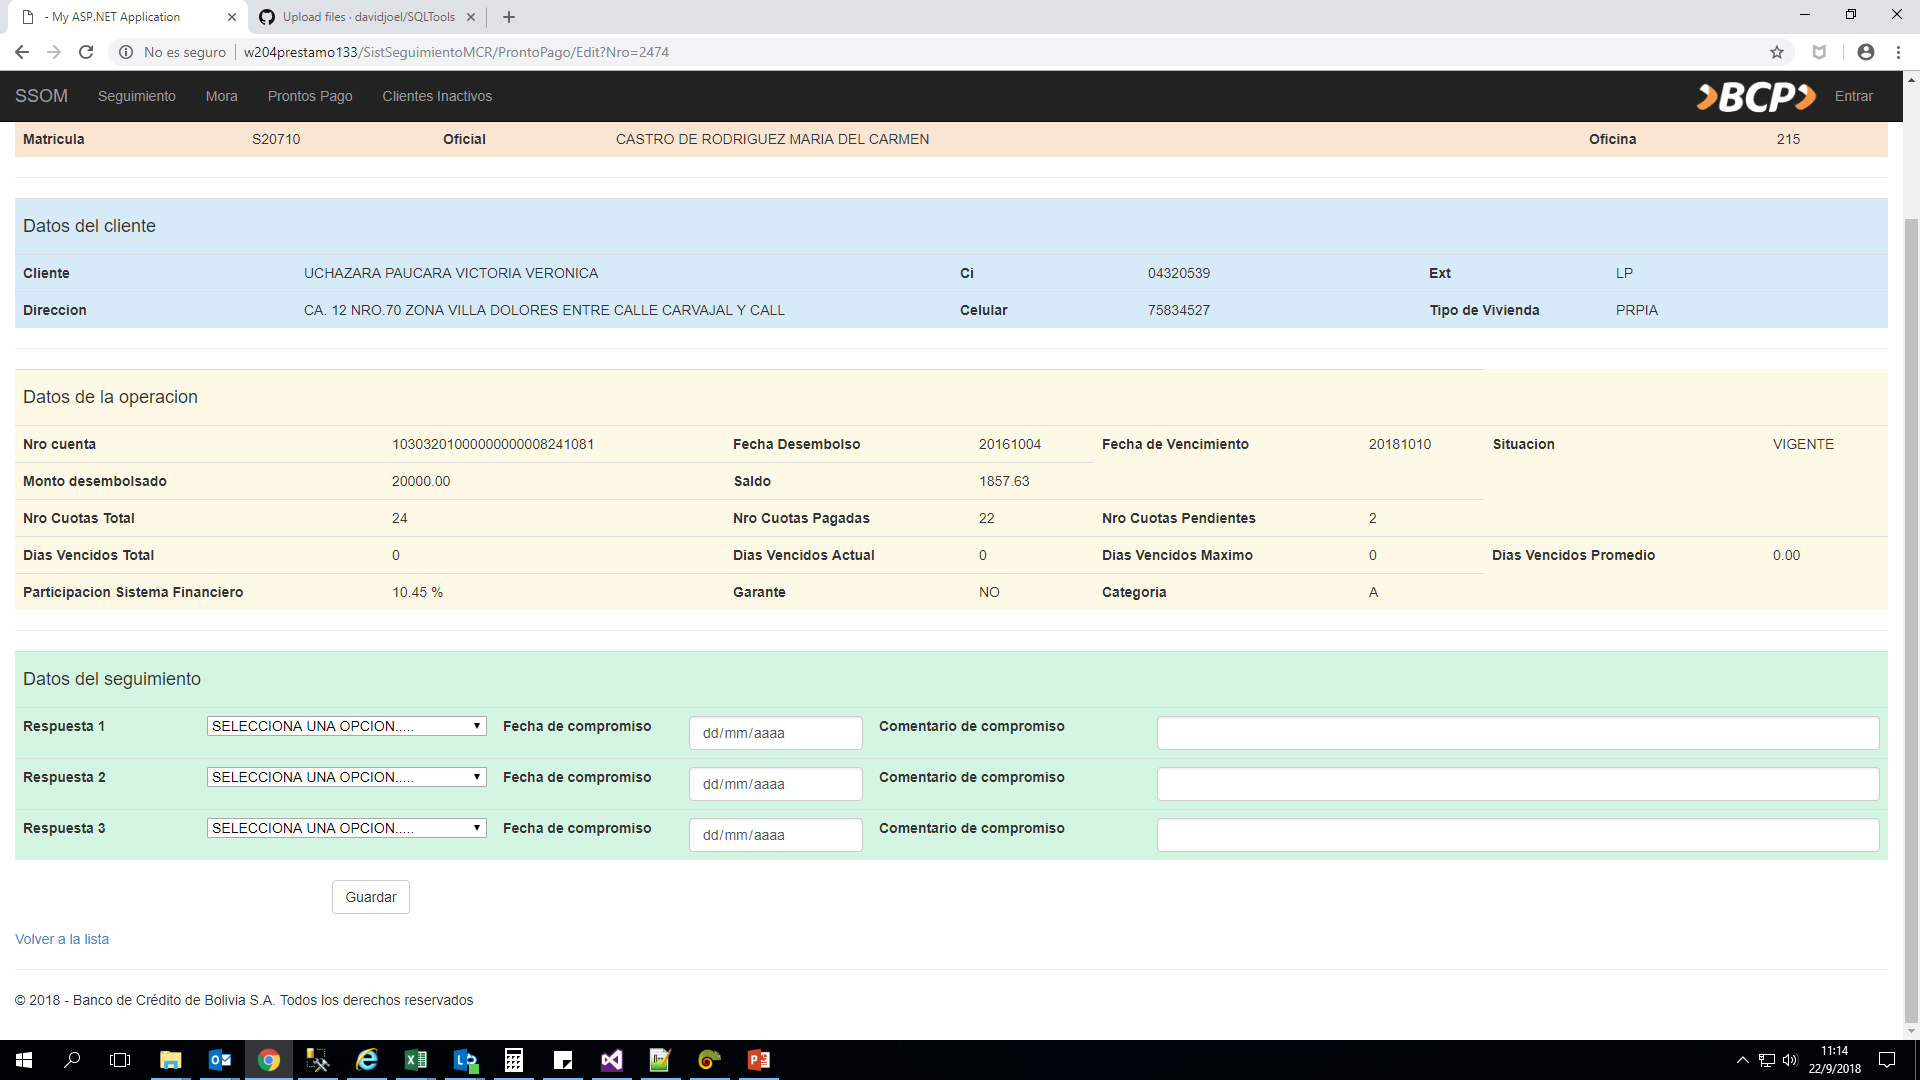 - My ASP.NET Application
Upload files · davidjoel/SQLTools
No es seguro
w204prestamo133/SistSeguimientoMCR/ProntoPago/Edit?Nro=2474
SSOM Seguimiento Mora Prontos Pago Clientes Inactivos BCP Entrar
Matricula S20710 Oficial CASTRO DE RODRIGUEZ MARIA DEL CARMEN Oficina 215
Datos del cliente
Cliente UCHAZARA PAUCARA VICTORIA VERONICA Ci 04320539 Ext LP
Direccion CA. 12 NRO.70 ZONA VILLA DOLORES ENTRE CALLE CARVAJAL Y CALL Celular 75834527 Tipo de Vivienda PRPIA
Datos de la operacion
Nro cuenta 10303201000000000008241081 Fecha Desembolso 20161004 Fecha de Vencimiento 20181010 Situacion VIGENTE
Monto desembolsado 20000.00 Saldo 1857.63
Nro Cuotas Total 24 Nro Cuotas Pagadas 22 Nro Cuotas Pendientes 2
Dias Vencidos Total 0 Dias Vencidos Actual 0 Dias Vencidos Maximo 0 Dias Vencidos Promedio 0.00
Participacion Sistema Financiero 10.45 % Garante NO Categoria A
Datos del seguimiento
Respuesta 1 SELECCIONA UNA OPCION..... Fecha de compromiso dd/mm/aaaa Comentario de compromiso
Respuesta 2 SELECCIONA UNA OPCION..... Fecha de compromiso dd/mm/aaaa Comentario de compromiso
Respuesta 3 SELECCIONA UNA OPCION..... Fecha de compromiso dd/mm/aaaa Comentario de compromiso
Guardar
Volver a la lista
© 2018 - Banco de Crédito de Bolivia S.A. Todos los derechos reservados
11:14
22/9/2018